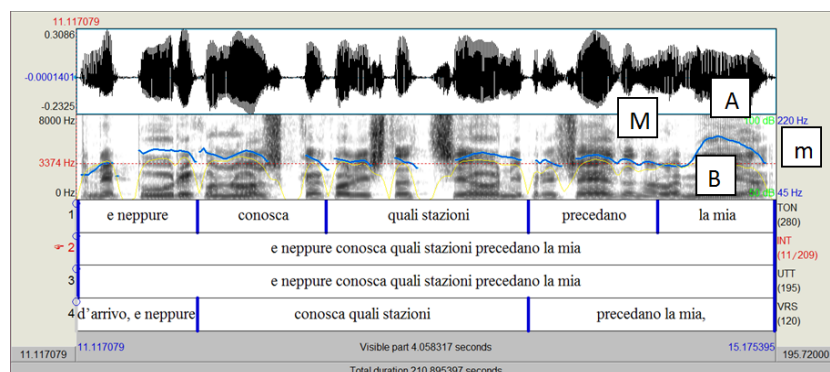 11.117079
0.3086
-0.0001401
-0.2325
A
8000 Hz
M
100 dB 220 Hz
3374 Hz
B
m
0 Hz
45 Hz
1 e neppure conosca quali stazioni precedano la mia TON (280)
2 e neppure conosca quali stazioni precedano la mia INT (11/209)
3 e neppure conosca quali stazioni precedano la mia UTT (195)
4 d'arrivo, e neppure conosca quali stazioni precedano la mia, VRS (120)
11.117079 Visible part 4.058317 seconds 15.175395
11.117079 195.72000
Total duration 210.895397 seconds